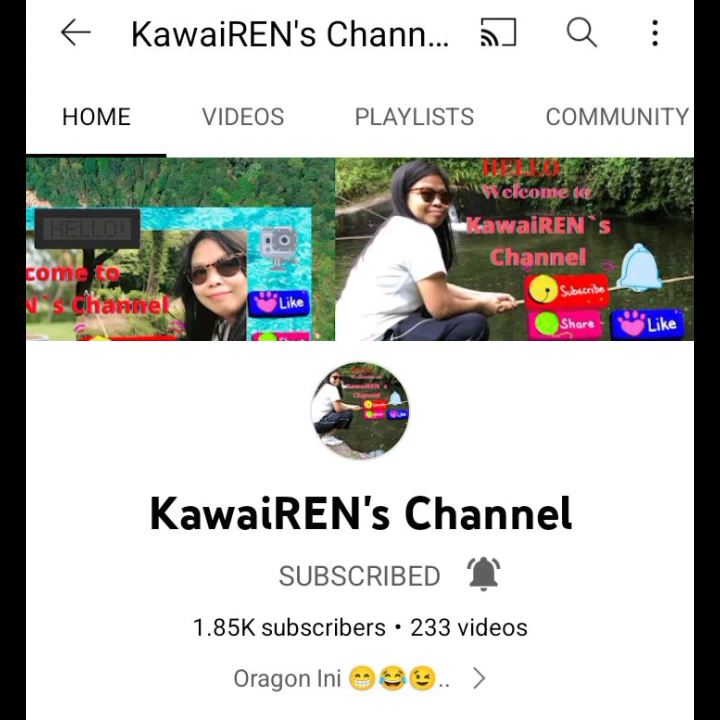 KawaiREN's Chann...
HOME
VIDEOS
PLAYLISTS
COMMUNITY
HELLO!
come to
N`s Channel
Like
HELLO
Welcome to
KawaiREN`s
Channel
Subscribe
Share
Like
KawaiREN's Channel
SUBSCRIBED
1.85K subscribers • 233 videos
Oragon Ini 😁😂😉..